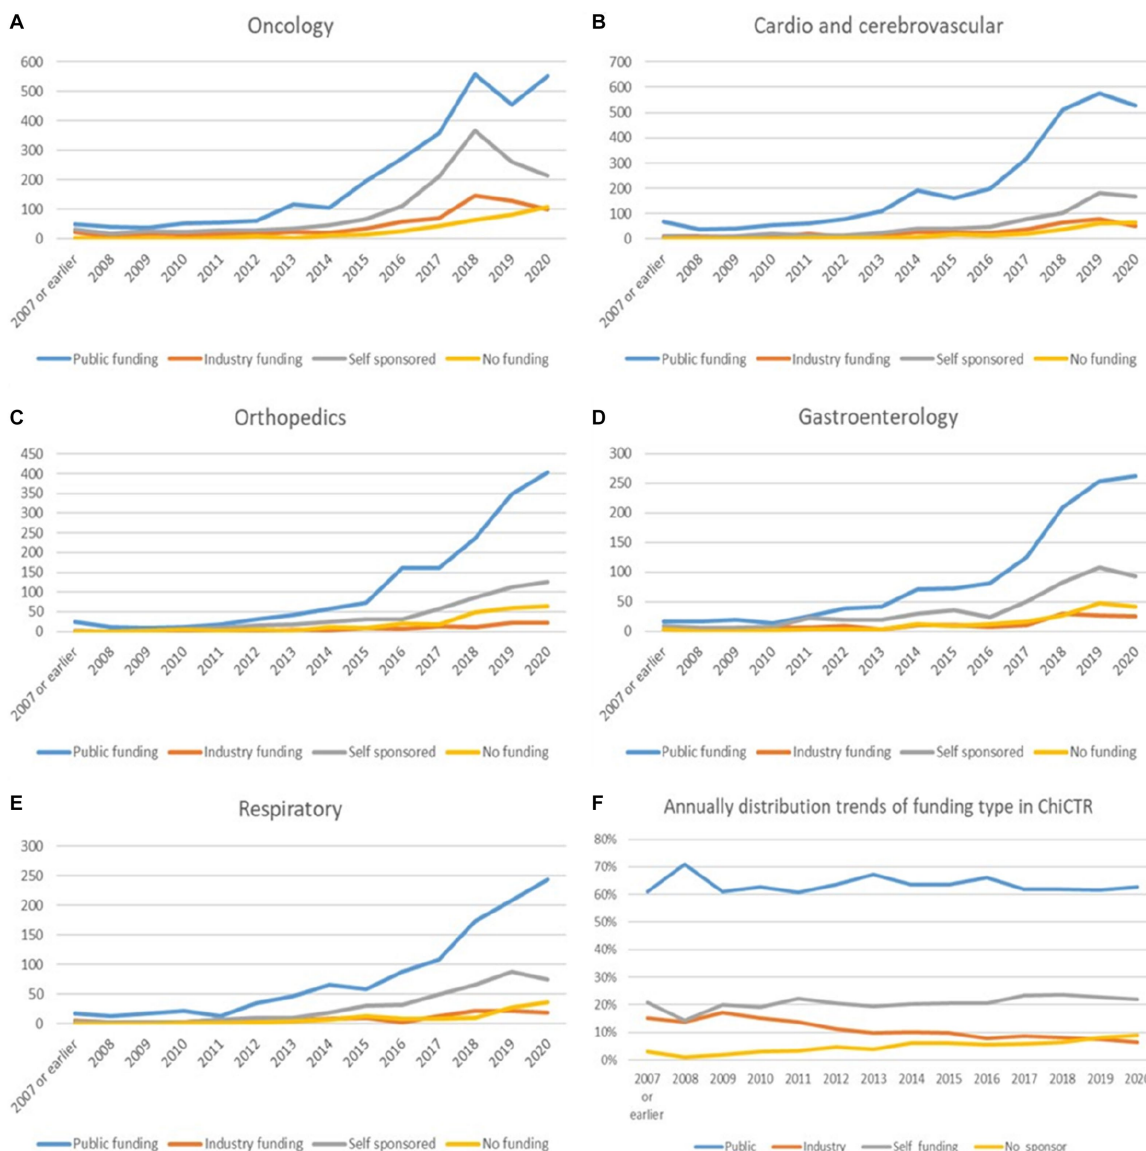 A
Oncology
600
500
400
300
200
100
0
2007 or earlier 2008 2009 2010 2011 2012 2013 2014 2015 2016 2017 2018 2019 2020
Public funding Industry funding Self sponsored No funding
B
Cardio and cerebrovascular
700
600
500
400
300
200
100
0
2007 or earlier 2008 2009 2010 2011 2012 2013 2014 2015 2016 2017 2018 2019 2020
Public funding Industry funding Self sponsored No funding
C
Orthopedics
450
400
350
300
250
200
150
100
50
0
2007 or earlier 2008 2009 2010 2011 2012 2013 2014 2015 2016 2017 2018 2019 2020
Public funding Industry funding Self sponsored No funding
D
Gastroenterology
300
250
200
150
100
50
0
2007 or earlier 2008 2009 2010 2011 2012 2013 2014 2015 2016 2017 2018 2019 2020
Public funding Industry funding Self sponsored No funding
E
Respiratory
300
250
200
150
100
50
0
2007 or earlier 2008 2009 2010 2011 2012 2013 2014 2015 2016 2017 2018 2019 2020
Public funding Industry funding Self sponsored No funding
F
Annually distribution trends of funding type in ChiCTR
80%
70%
60%
50%
40%
30%
20%
10%
0%
2007 2008 2009 2010 2011 2012 2013 2014 2015 2016 2017 2018 2019 2020
or
earlier
Public Industry Self_funding No_sponsor